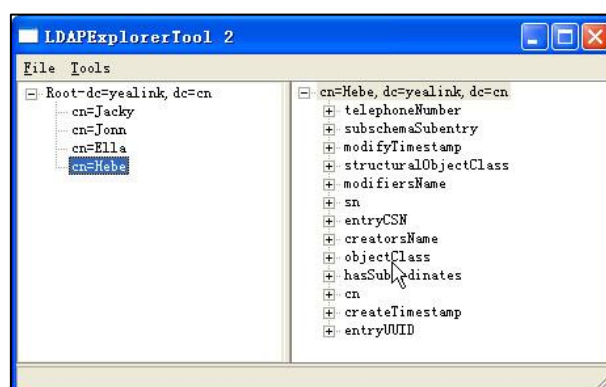 LDAPExplorerTool 2
File Tools
Root-dc=yealink, dc=cn
cn=Jacky
cn=Jonn
cn=Ella
cn=Hebe
cn=Hebe, dc=yealink, dc=cn
telephoneNumber
subschemaSubentry
modifyTimestamp
structuralObjectClass
modifiersName
sn
entryCSN
creatorsName
objectClass
hasSubordinates
cn
createTimestamp
entryUUID